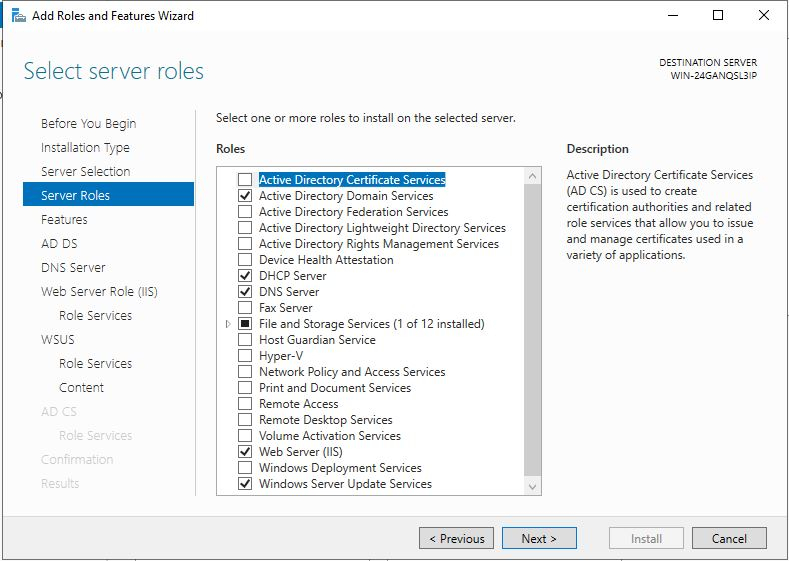 Add Roles and Features Wizard
Select server roles
DESTINATION SERVER
WIN-24GANQSL3IP
Before You Begin
Installation Type
Server Selection
Server Roles
Features
AD DS
DNS Server
Web Server Role (IIS)
Role Services
WSUS
Role Services
Content
AD CS
Role Services
Confirmation
Results
Select one or more roles to install on the selected server.
Roles
Active Directory Certificate Services
Active Directory Domain Services
Active Directory Federation Services
Active Directory Lightweight Directory Services
Active Directory Rights Management Services
Device Health Attestation
DHCP Server
DNS Server
Fax Server
File and Storage Services (1 of 12 installed)
Host Guardian Service
Hyper-V
Network Policy and Access Services
Print and Document Services
Remote Access
Remote Desktop Services
Volume Activation Services
Web Server (IIS)
Windows Deployment Services
Windows Server Update Services
Description
Active Directory Certificate Services
(AD CS) is used to create
certification authorities and related
role services that allow you to issue
and manage certificates used in a
variety of applications.
< Previous
Next >
Install
Cancel